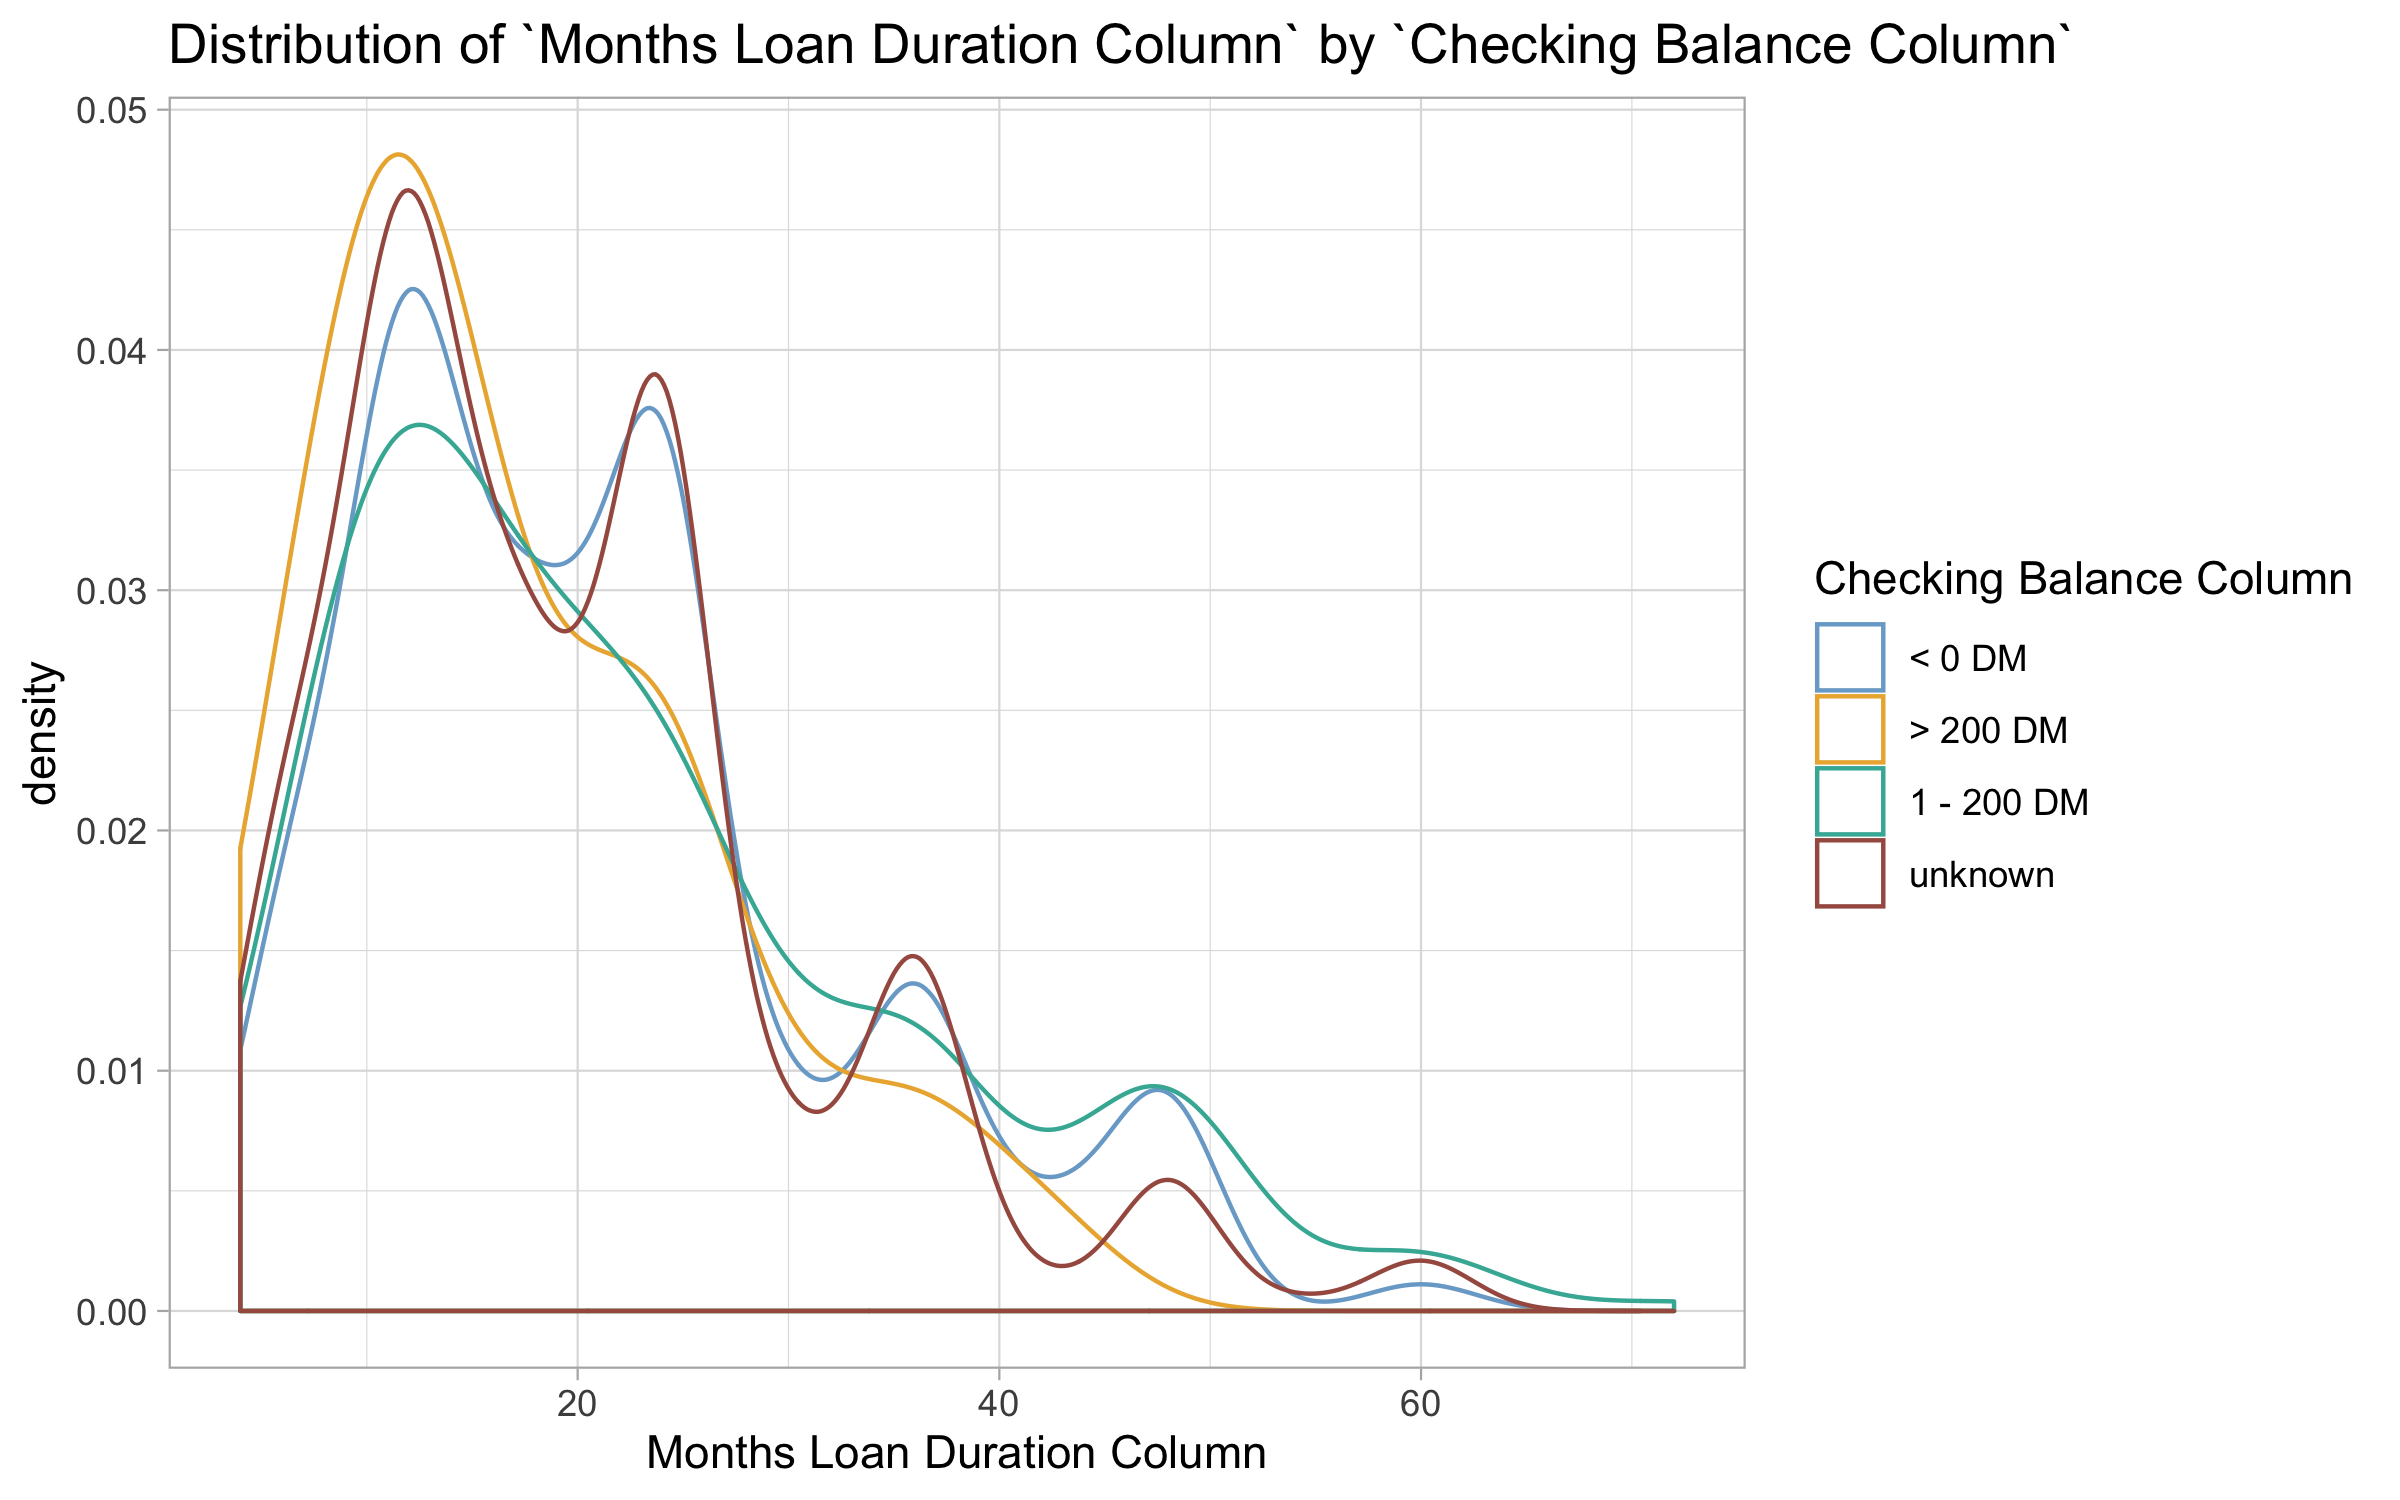 Distribution of `Months Loan Duration Column` by `Checking Balance Column`
0.05
0.04
0.03
0.02
0.01
0.00
density
20 40 60
Months Loan Duration Column
Checking Balance Column
< 0 DM
> 200 DM
1 - 200 DM
unknown